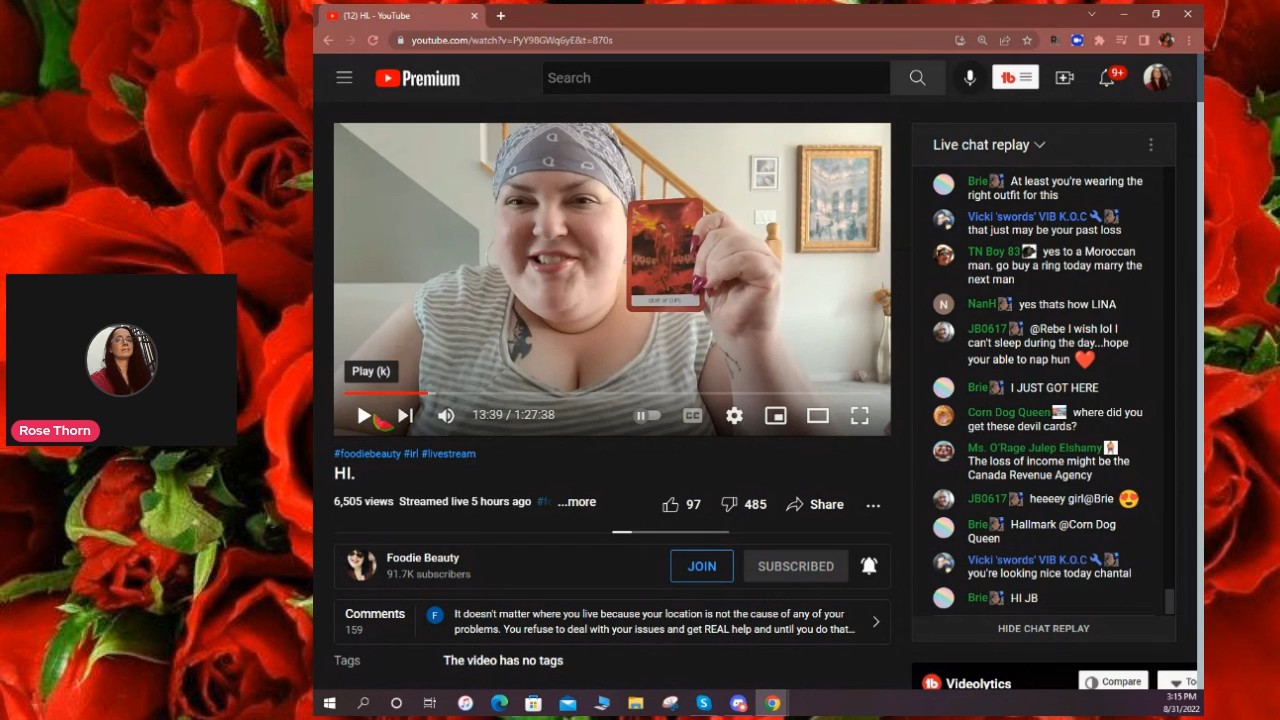 (12) HI. - YouTube
youtube.com/watch?v=PyY98GWq6yE&t=870s
Premium
Search
9+
Live chat replay
Brie At least you're wearing the
right outfit for this
Vicki 'swords' VIB K.O.C
that just may be your past loss
TN Boy 83 yes to a Moroccan
man. go buy a ring today marry the
next man
N
NanH yes thats how LINA
JB0617 @Rebe I wish lol I
can't sleep during the day...hope
your able to nap hun
Brie I JUST GOT HERE
Corn Dog Queen where did you
get these devil cards?
Ms. O'Rage Julep Elshamy
The loss of income might be the
Canada Revenue Agency
JB0617 heeeey girl@Brie
Brie Hallmark @Corn Dog
Queen
Vicki 'swords' VIB K.O.C
you're looking nice today chantal
Brie HI JB
HIDE CHAT REPLAY
Play (k)
13:39 / 1:27:38
CC
Rose Thorn
#foodiebeauty #irl #livestream
HI.
6,505 views Streamed live 5 hours ago ...more
97
485
Share
Foodie Beauty
91.7K subscribers
JOIN
SUBSCRIBED
Comments
159
F
It doesn't matter where you live because your location is not the cause of any of your
problems. You refuse to deal with your issues and get REAL help and until you do that...
Tags
The video has no tags
tb Videolytics
Compare
To
3:15 PM
8/31/2022